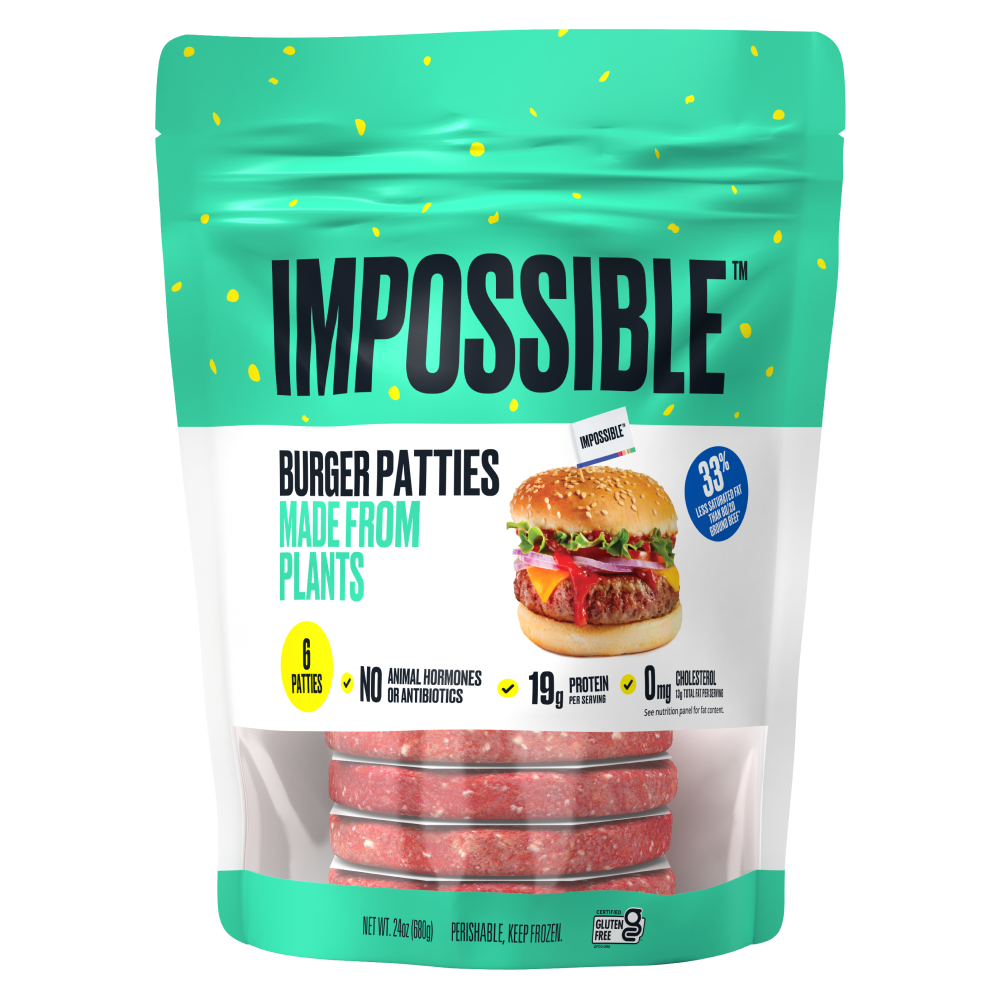 IMPOSSIBLE™
BURGER PATTIES
MADE FROM
PLANTS
IMPOSSIBLE™
33%
LESS SATURATED FAT
THAN 80/20
GROUND BEEF*
6
PATTIES
NO
ANIMAL HORMONES
OR ANTIBIOTICS
19g
PROTEIN
PER SERVING
0mg
CHOLESTEROL
13g TOTAL FAT PER SERVING
See nutrition panel for fat content.
NET WT. 24oz (680g)
PERISHABLE, KEEP FROZEN.
CERTIFIED
GLUTEN
FREE